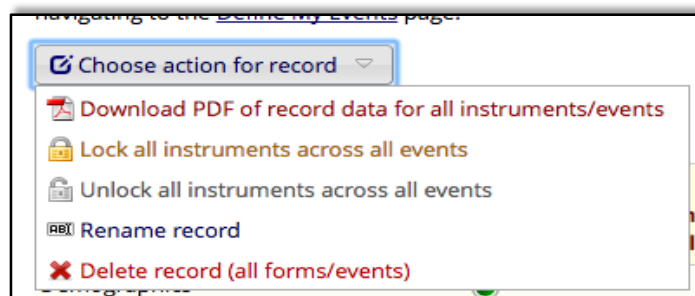 navigating to the Define My Events page.
Choose action for record
Download PDF of record data for all instruments/events
Lock all instruments across all events
Unlock all instruments across all events
ABI Rename record
Delete record (all forms/events)
Demographics